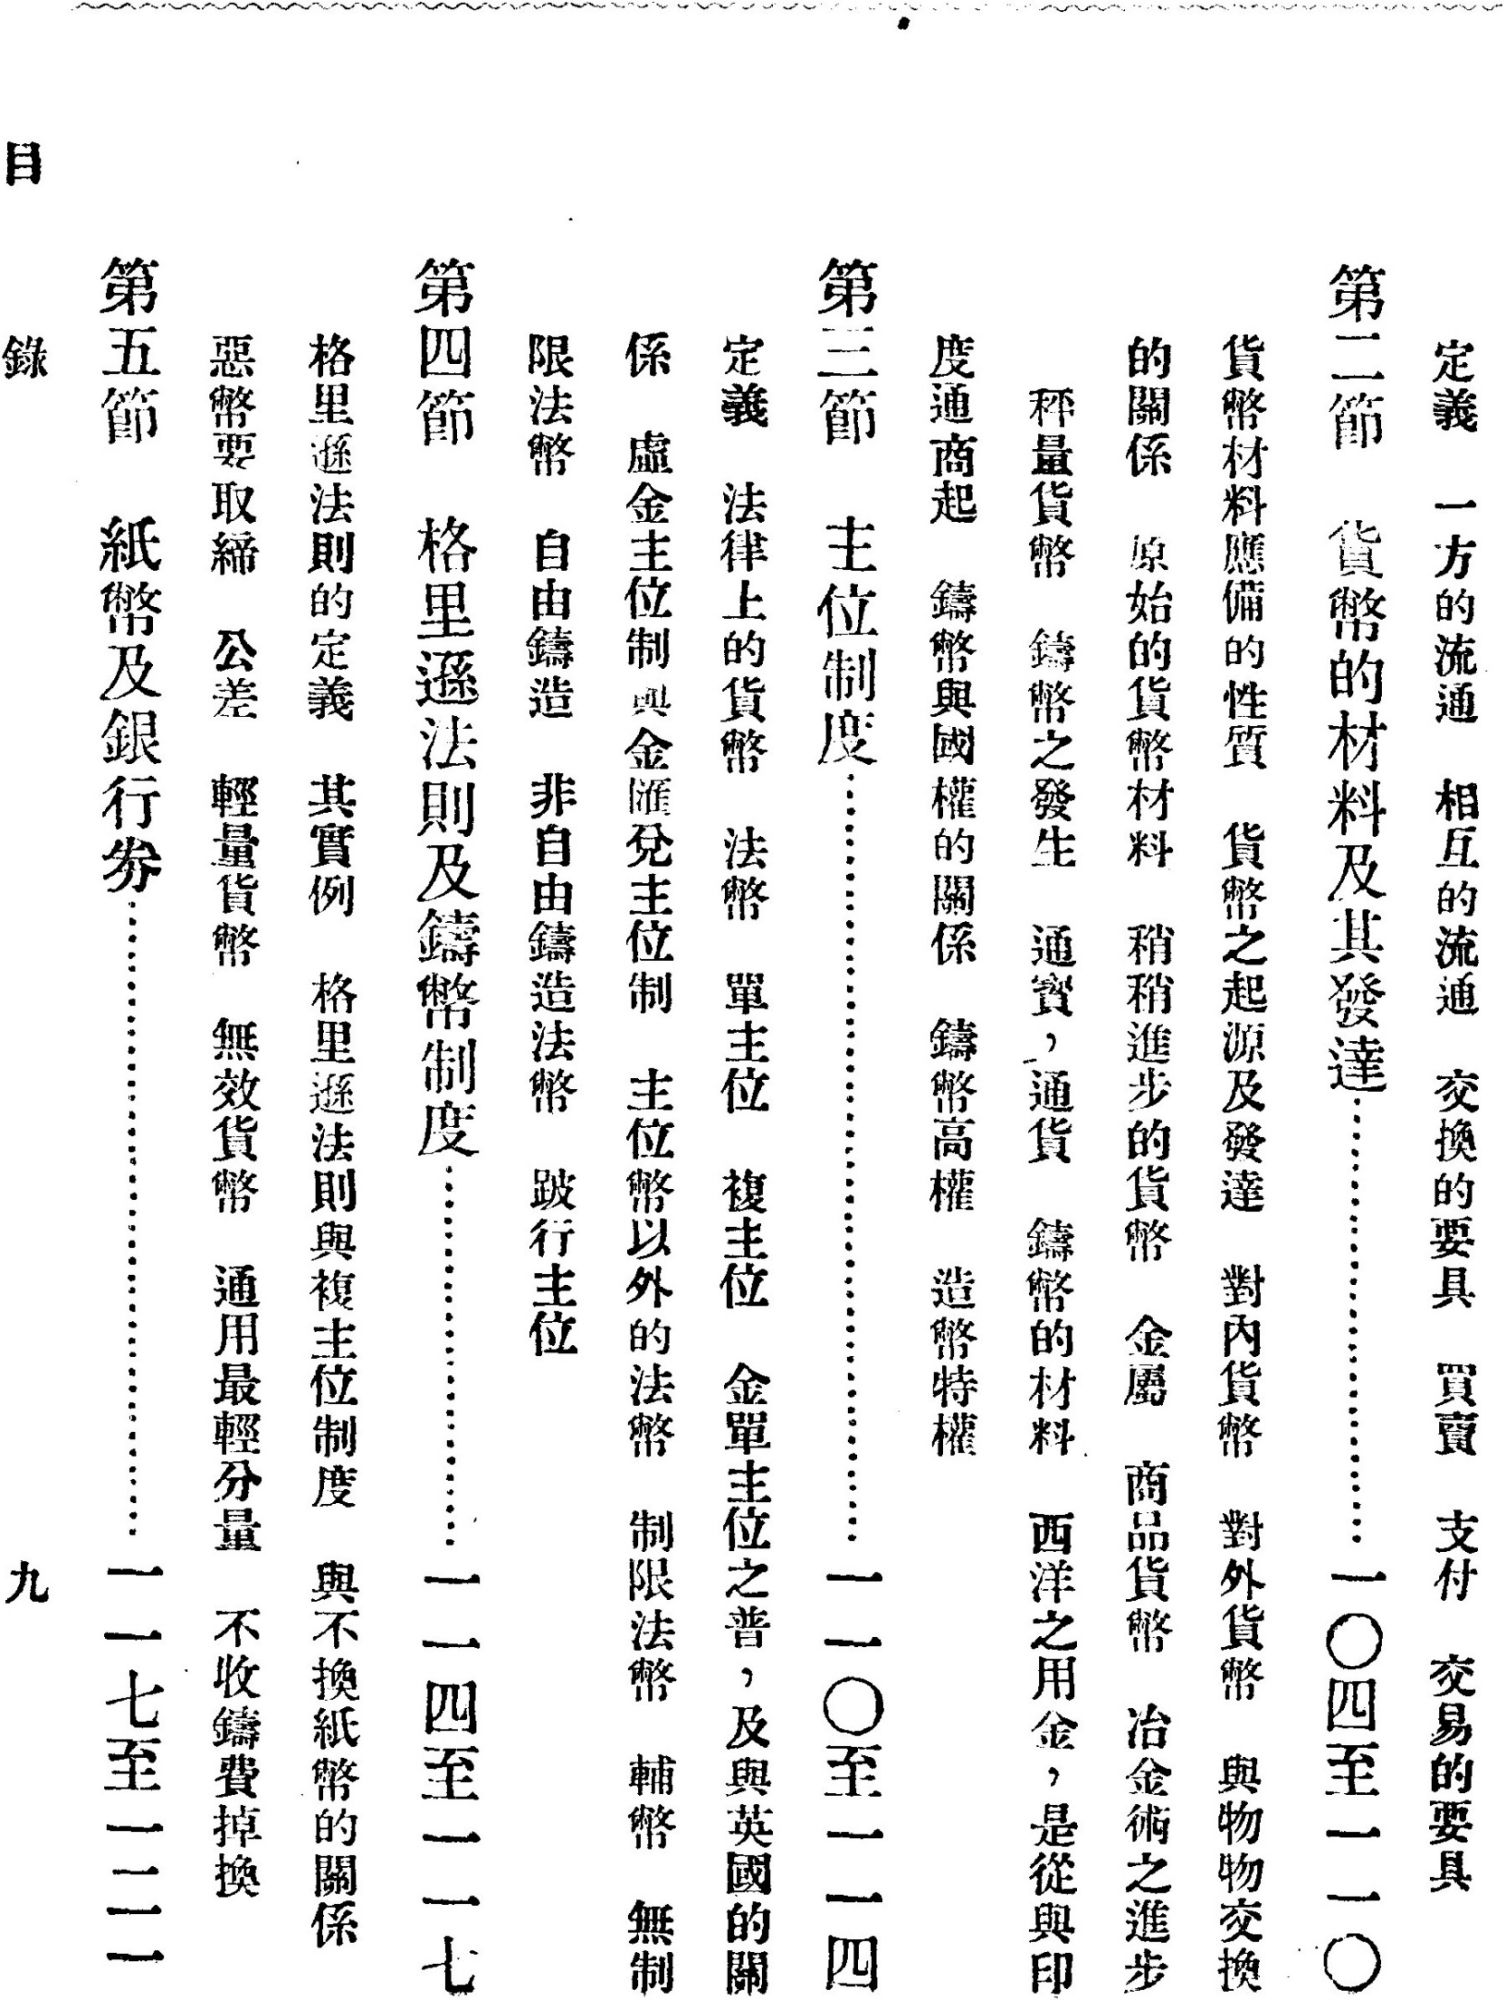 定義　一方的流通　相互的流通　交換的要具　買賣　支付　交易的要具
第二節　貨幣的材料及其發達…………………一〇四至一一〇
貨幣材料應備的性質　貨幣之起源及發達　對內貨幣　對外貨幣　與物物交換
的關係　原始的貨幣材料　稍稍進步的貨幣　金屬　商品貨幣　冶金術之進步
秤量貨幣　鑄幣之發生　通寳，通貨　鑄幣的材料　西洋之用金，是從與印
度通商起　鑄幣與國權的關係　鑄幣高權　造幣特權
第三節　主位制度………………………………一一〇至一一四
定義　法律上的貨幣　法幣　單主位　複主位　金單主位之普，及與英國的關
係　虛金主位制與金匯兌主位制　主位幣以外的法幣　制限法幣　輔幣　無制
限法幣　自由鑄造　非自由鑄造法幣　跛行主位
第四節　格里遜法則及鑄幣制度………………一一四至一一七
格里遜法則的定義　其實例　格里遜法則與複主位制度　與不換紙幣的關係
惡幣要取締　公差　輕量貨幣　無效貨幣　通用最輕分量　不收鑄費掉換
第五節　紙幣及銀行券…………………………一一七至一二二
目　錄　九